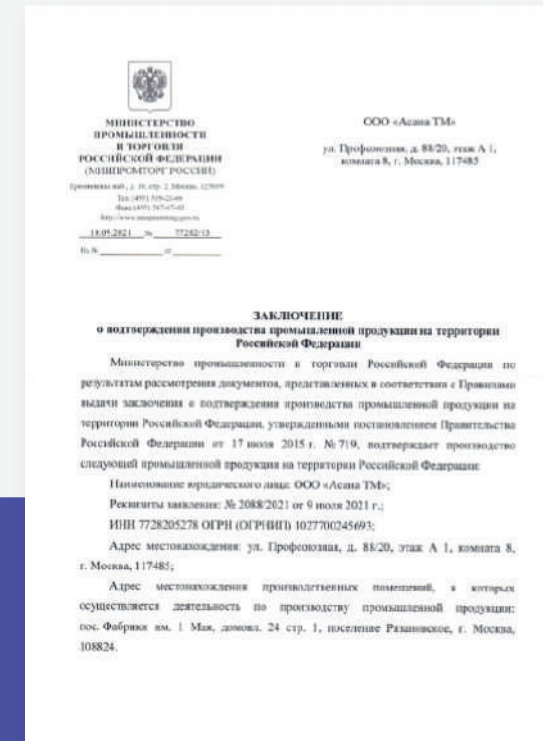 МИНИСТЕРСТВО
ПРОМЫШЛЕННОСТИ
И ТОРГОВЛИ
РОССИЙСКОЙ ФЕДЕРАЦИИ
(МИНПРОМТОРГ РОССИИ)
На № от
ООО «Асана ТМ»
ул. Профсоюзная, д. 88/20, этаж А 1,
комната 8, г. Москва, 117485
ЗАКЛЮЧЕНИЕ
о подтверждении производства промышленной продукции на территории
Российской Федерации
Министерство промышленности и торговли Российской Федерации по
результатам рассмотрения документов, представленных в соответствии с Правилами
выдачи заключения о подтверждении производства промышленной продукции на
территории Российской Федерации, утвержденными постановлением Правительства
Российской Федерации от 17 июля 2015 г. № 719, подтверждает производство
следующей промышленной продукции на территории Российской Федерации:
Наименование юридического лица: ООО «Асана ТМ»;
Реквизиты заявления: № 2088/2021 от 9 июля 2021 г.;
ИНН 7728205278 ОГРН (ОГРНИП) 1027700245693;
Адрес местонахождения: ул. Профсоюзная, д. 88/20, этаж А 1, комната 8,
г. Москва, 117485;
Адрес местонахождения производственных помещений, в которых
осуществляется деятельность по производству промышленной продукции:
пос. Фабрики им. 1 Мая, домовл. 24 стр. 1, поселение Рязановское, г. Москва,
108824.